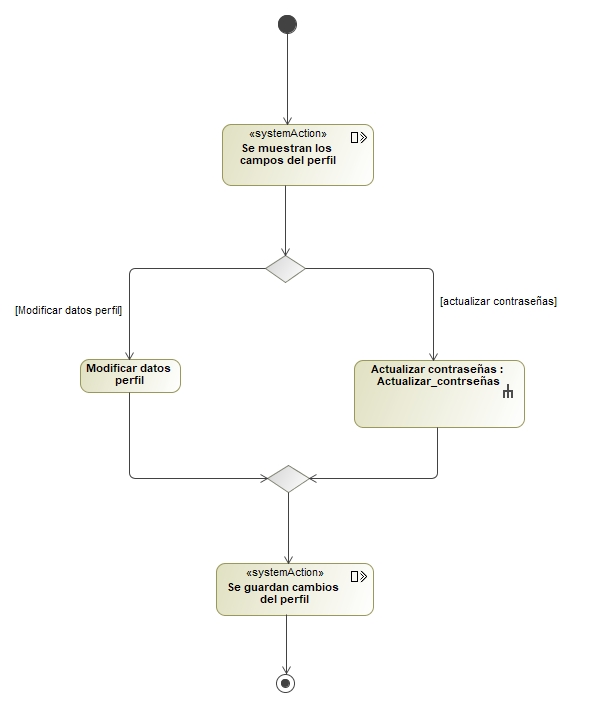 «systemAction»
Se muestran los
campos del perfil
[Modificar datos perfil]
[actualizar contraseñas]
Modificar datos
perfil
Actualizar contraseñas :
Actualizar_contrseñas
«systemAction»
Se guardan cambios
del perfil